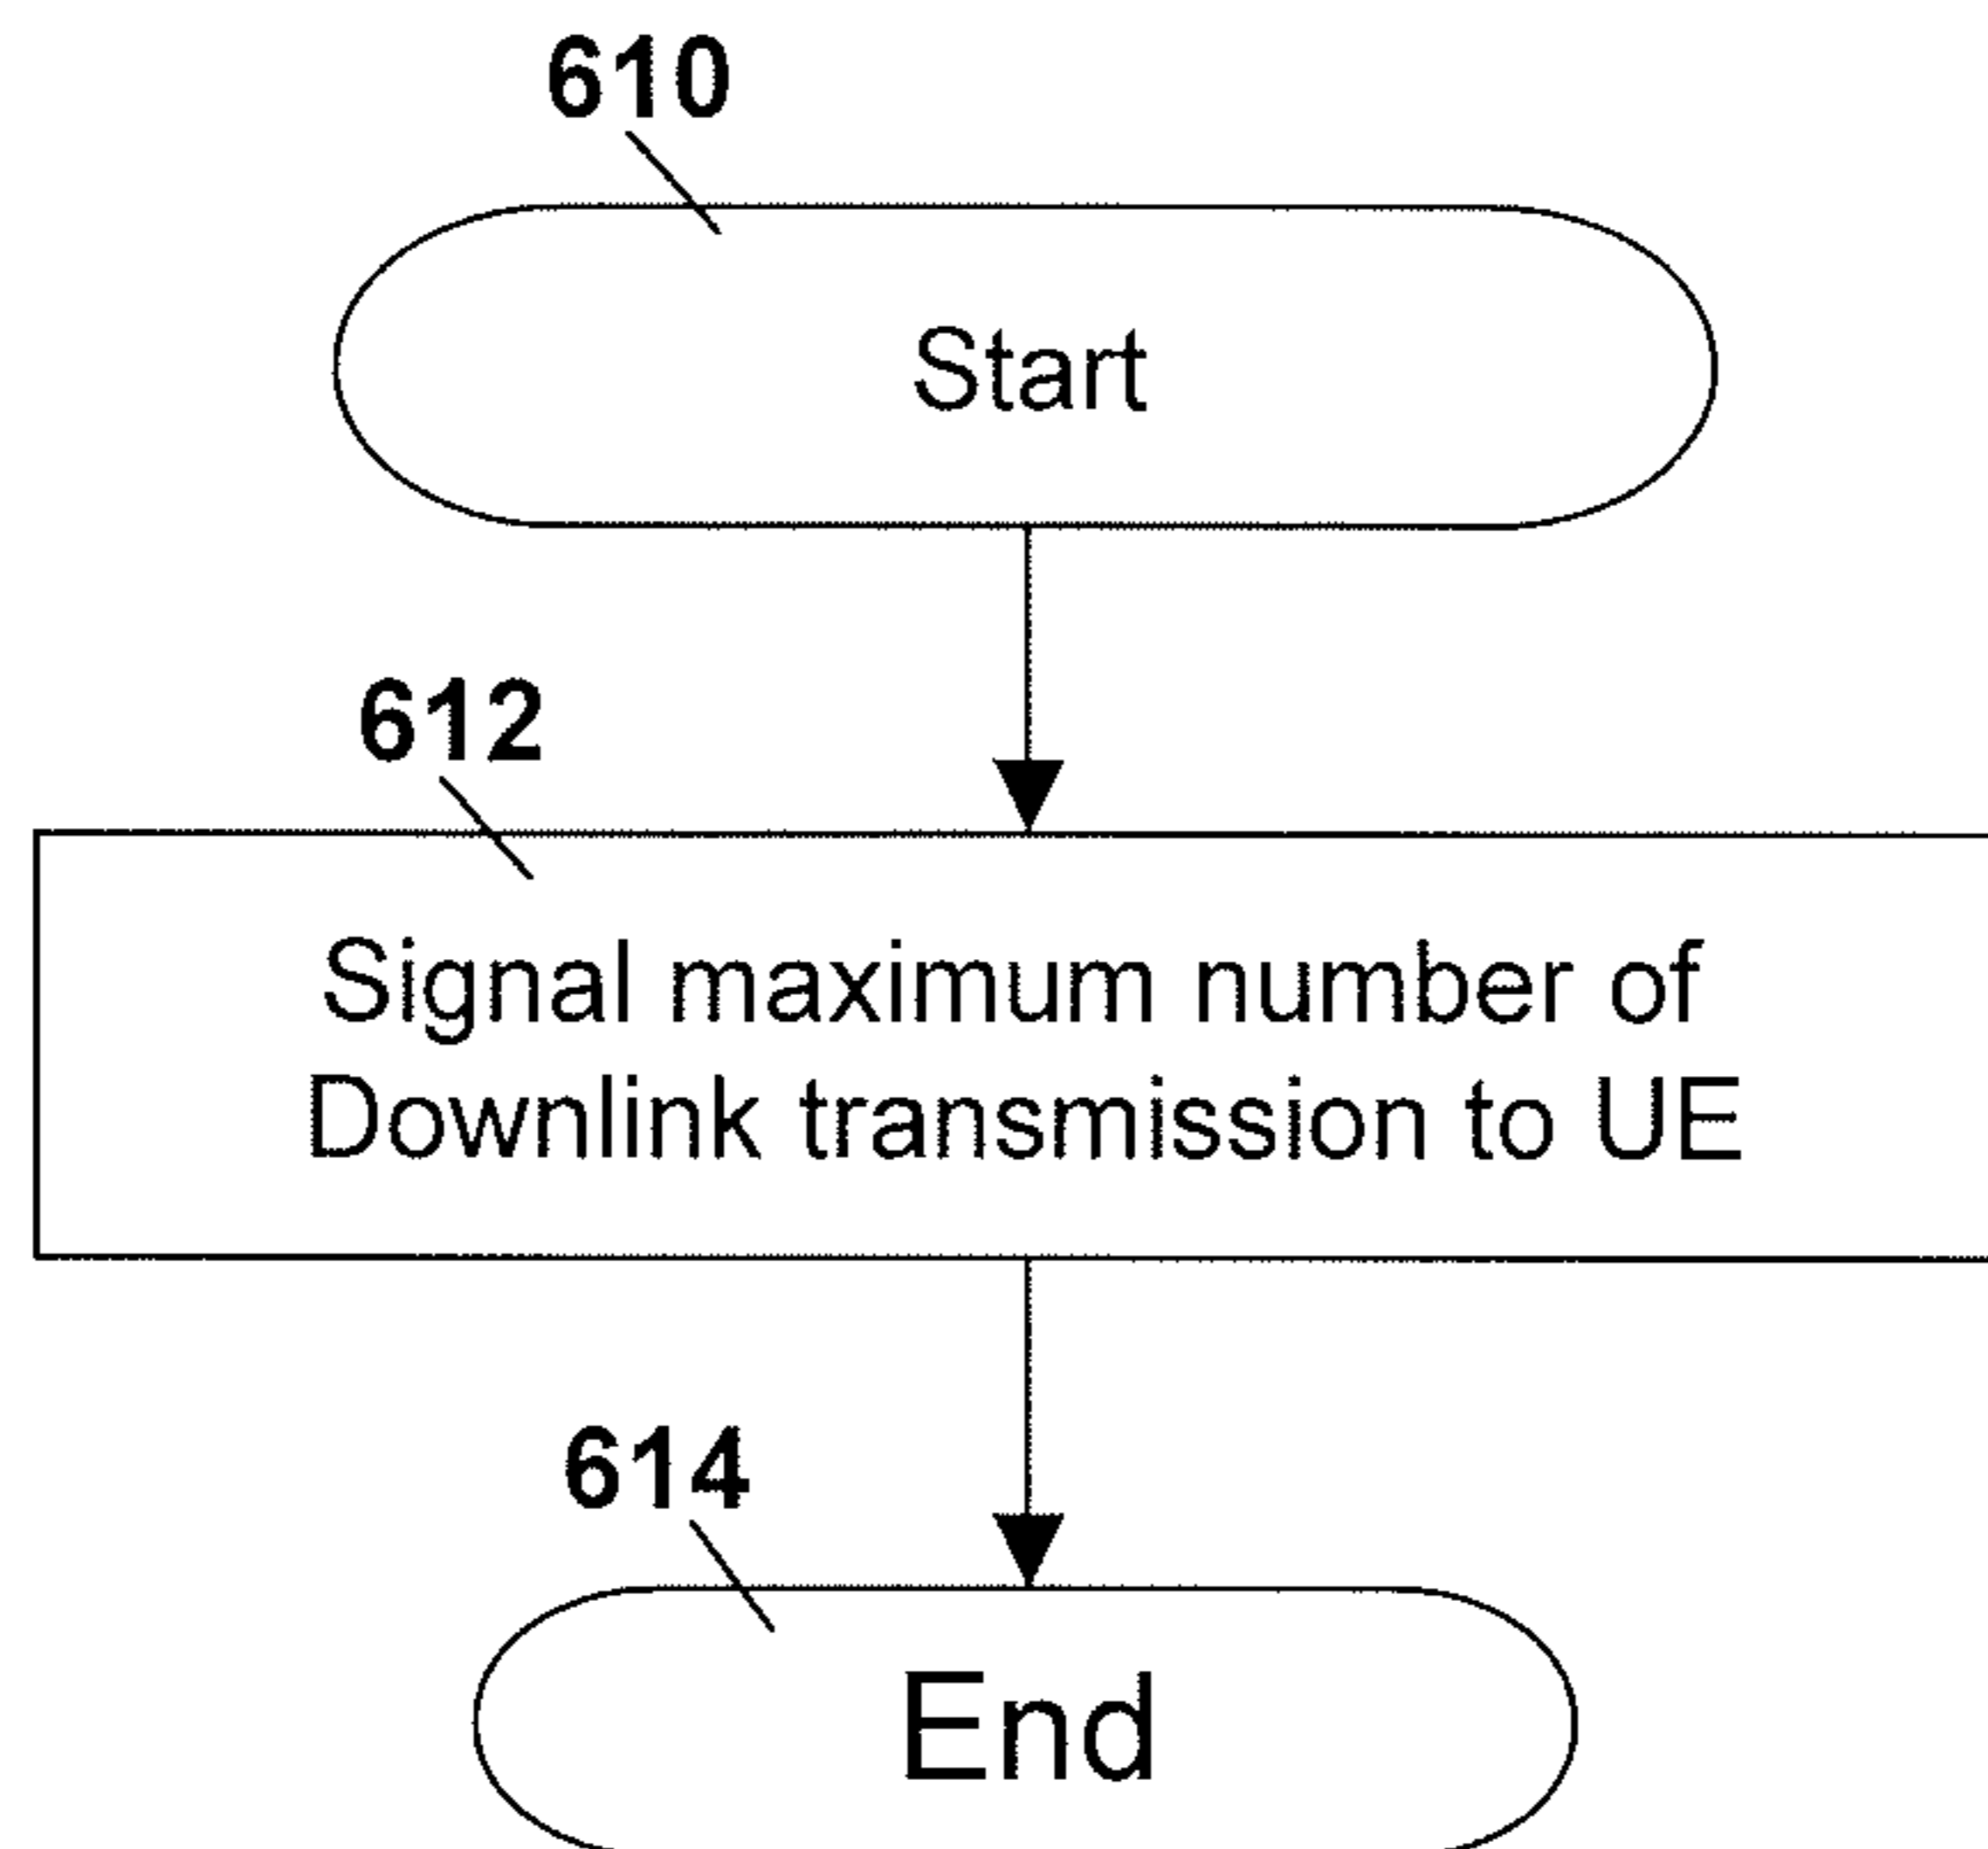 610
Start
612
Signal maximum number of
Downlink transmission to UE
614
End